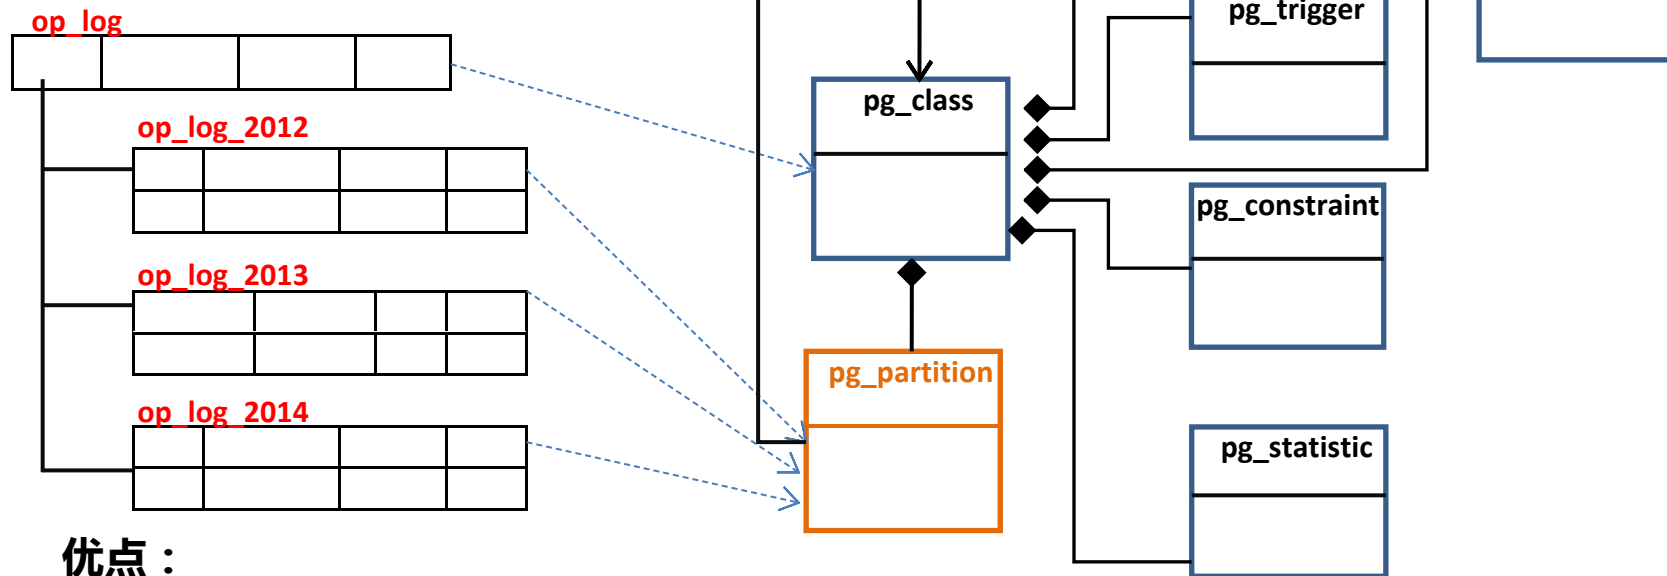 op_log
pg_trigger
pg_class
op_log_2012
pg_constraint
op_log_2013
pg_partition
op_log_2014
pg_statistic
优点：